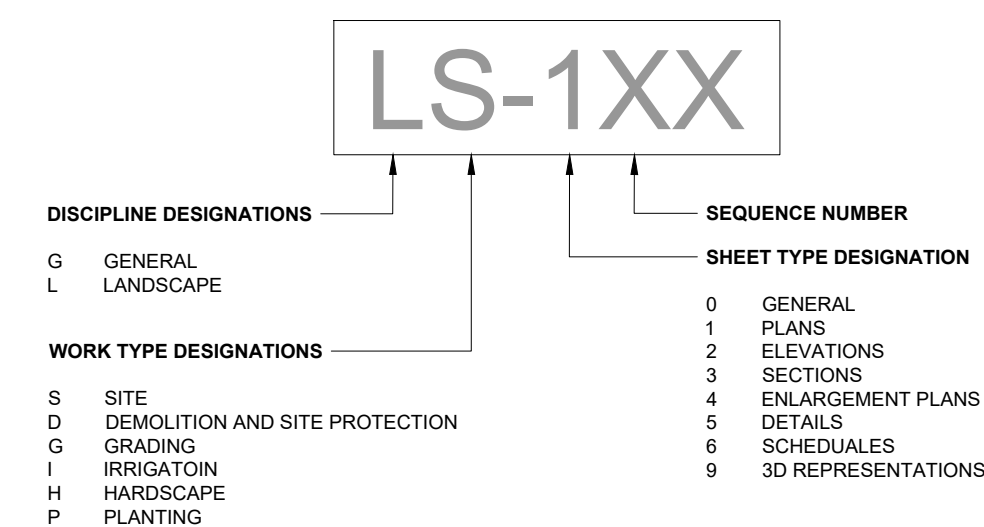 LS-1XX
DISCIPLINE DESIGNATIONS
G GENERAL
L LANDSCAPE
WORK TYPE DESIGNATIONS
S SITE
D DEMOLITION AND SITE PROTECTION
G GRADING
I IRRIGATOIN
H HARDSCAPE
P PLANTING
SEQUENCE NUMBER
SHEET TYPE DESIGNATION
0 GENERAL
1 PLANS
2 ELEVATIONS
3 SECTIONS
4 ENLARGEMENT PLANS
5 DETAILS
6 SCHEDUALES
9 3D REPRESENTATIONS